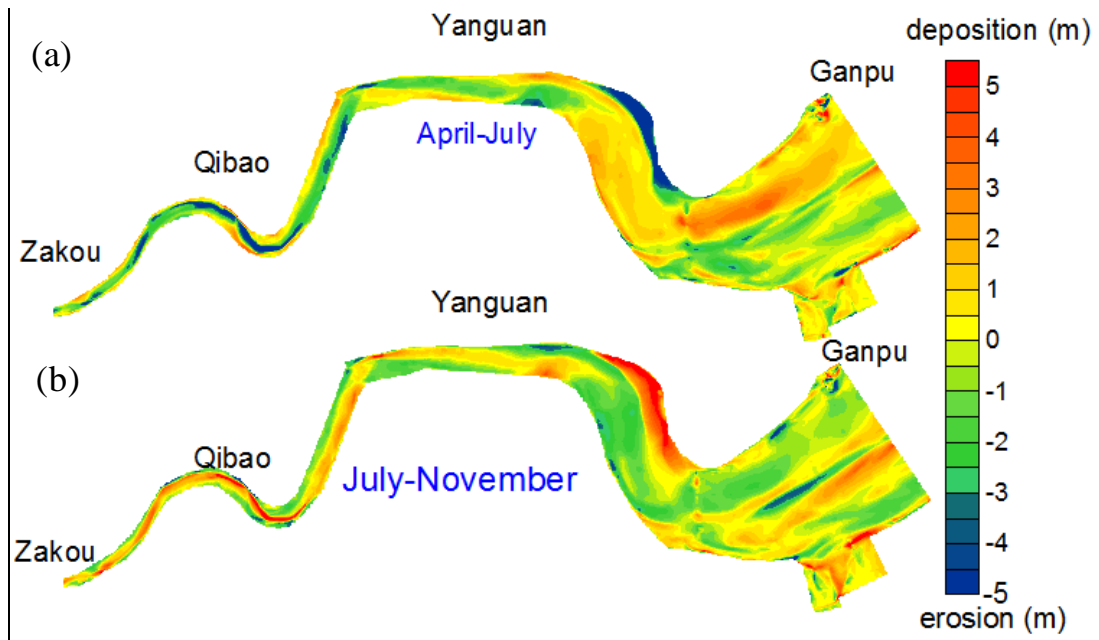 Yanguan
deposition (m)
(a)
Ganpu
5
4
3
2
1
0
-1
-2
-3
-4
-5
erosion (m)
April-July
Qibao
Zakou
Yanguan
Ganpu
(b)
Qibao
July-November
Zakou